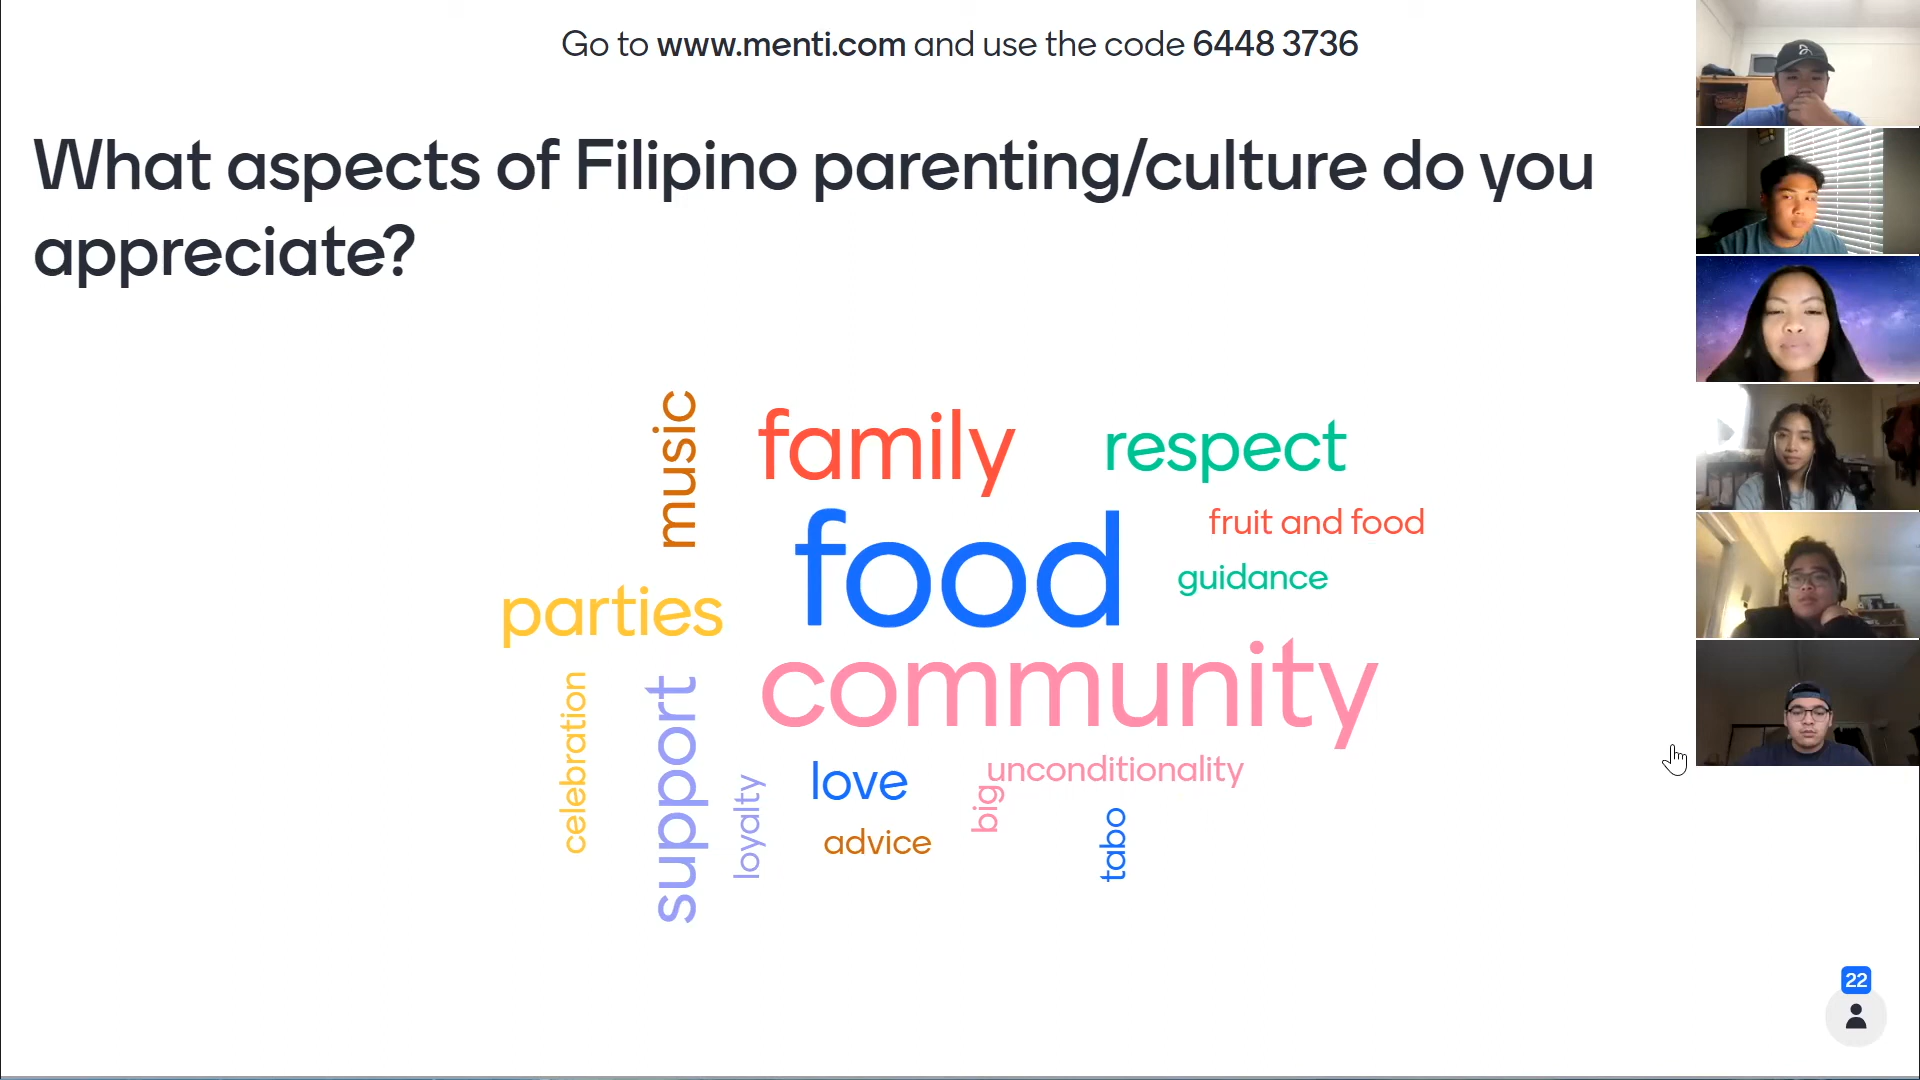 Go to www.menti.com and use the code 6448 3736
What aspects of Filipino parenting/culture do you
appreciate?
music
family
respect
fruit and food
food
guidance
parties
community
celebration
support
loyalty
love
unconditionality
big
advice
tabo
22